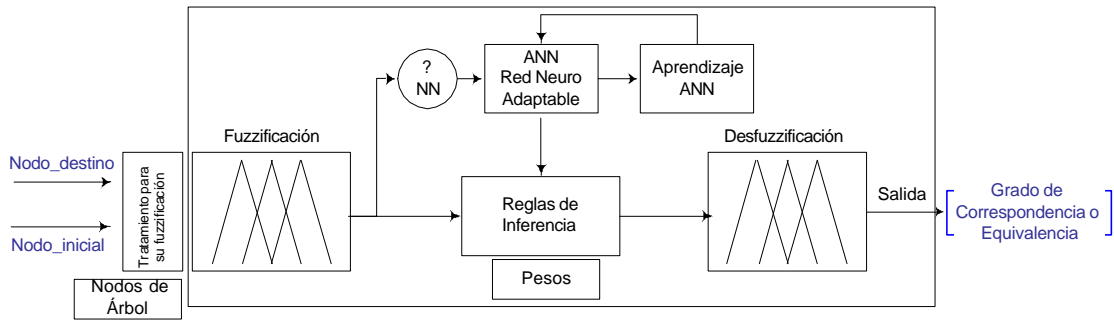 ?
NN
ANN
Red Neuro
Adaptable
Aprendizaje
ANN
Fuzzificación
Desfuzzificación
Nodo_destino
Nodo_inicial
Tratamiento para
su fuzzificación
Nodos de
Árbol
Reglas de
Inferencia
Pesos
Salida
Grado de
Correspondencia o
Equivalencia